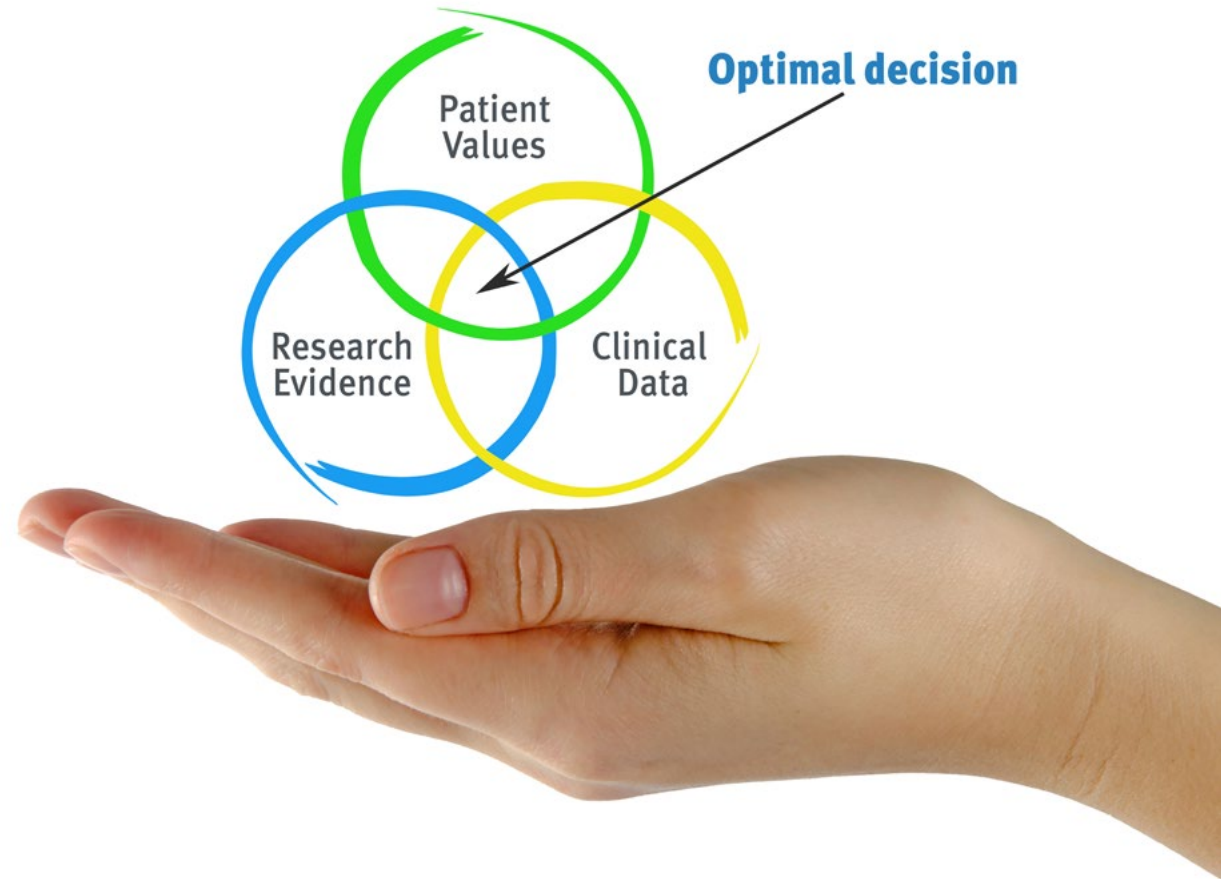 Patient
Values
Optimal decision
Research
Evidence
Clinical
Data